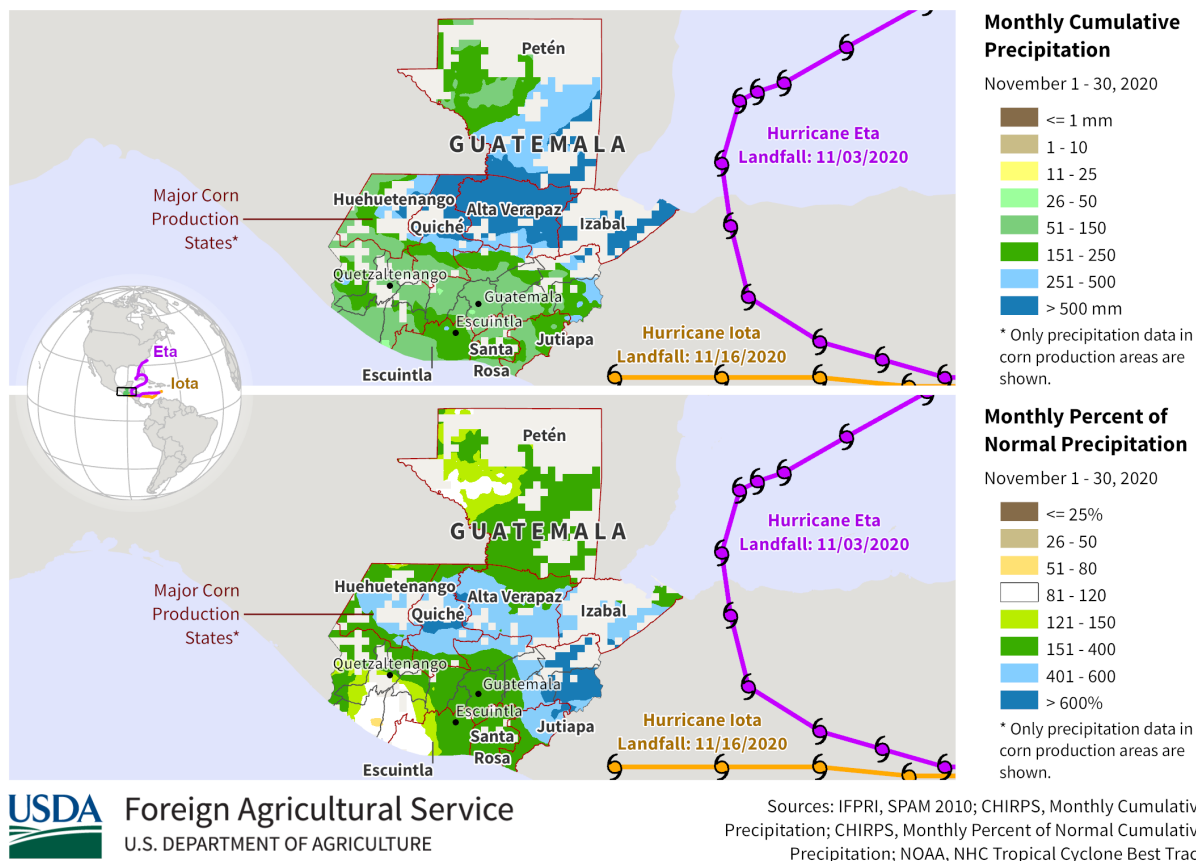 Monthly Cumulative
Precipitation
November 1 - 30, 2020
<= 1 mm
1 - 10
11 - 25
26 - 50
51 - 150
151 - 250
251 - 500
> 500 mm
* Only precipitation data in
corn production areas are
shown.
Petén
GUATEMALA
Hurricane Eta
Landfall: 11/03/2020
Major Corn
Production
States*
Huehuetenango
Alta Verapaz
Quiché
Izabal
Quetzaltenango
Guatemala
Escuintla
Santa
Rosa
Jutiapa
Escuintla
Hurricane Iota
Landfall: 11/16/2020
Eta
Iota
Monthly Percent of
Normal Precipitation
November 1 - 30, 2020
<= 25%
26 - 50
51 - 80
81 - 120
121 - 150
151 - 400
401 - 600
> 600%
* Only precipitation data in
corn production areas are
shown.
Petén
GUATEMALA
Hurricane Eta
Landfall: 11/03/2020
Major Corn
Production
States*
Huehuetenango
Alta Verapaz
Quiché
Izabal
Quetzaltenango
Guatemala
Escuintla
Santa
Rosa
Jutiapa
Escuintla
Hurricane Iota
Landfall: 11/16/2020
USDA
Foreign Agricultural Service
U.S. DEPARTMENT OF AGRICULTURE
Sources: IFPRI, SPAM 2010; CHIRPS, Monthly Cumulativ
Precipitation; CHIRPS, Monthly Percent of Normal Cumulativ
Precipitation; NOAA, NHC Tropical Cyclone Best Trac